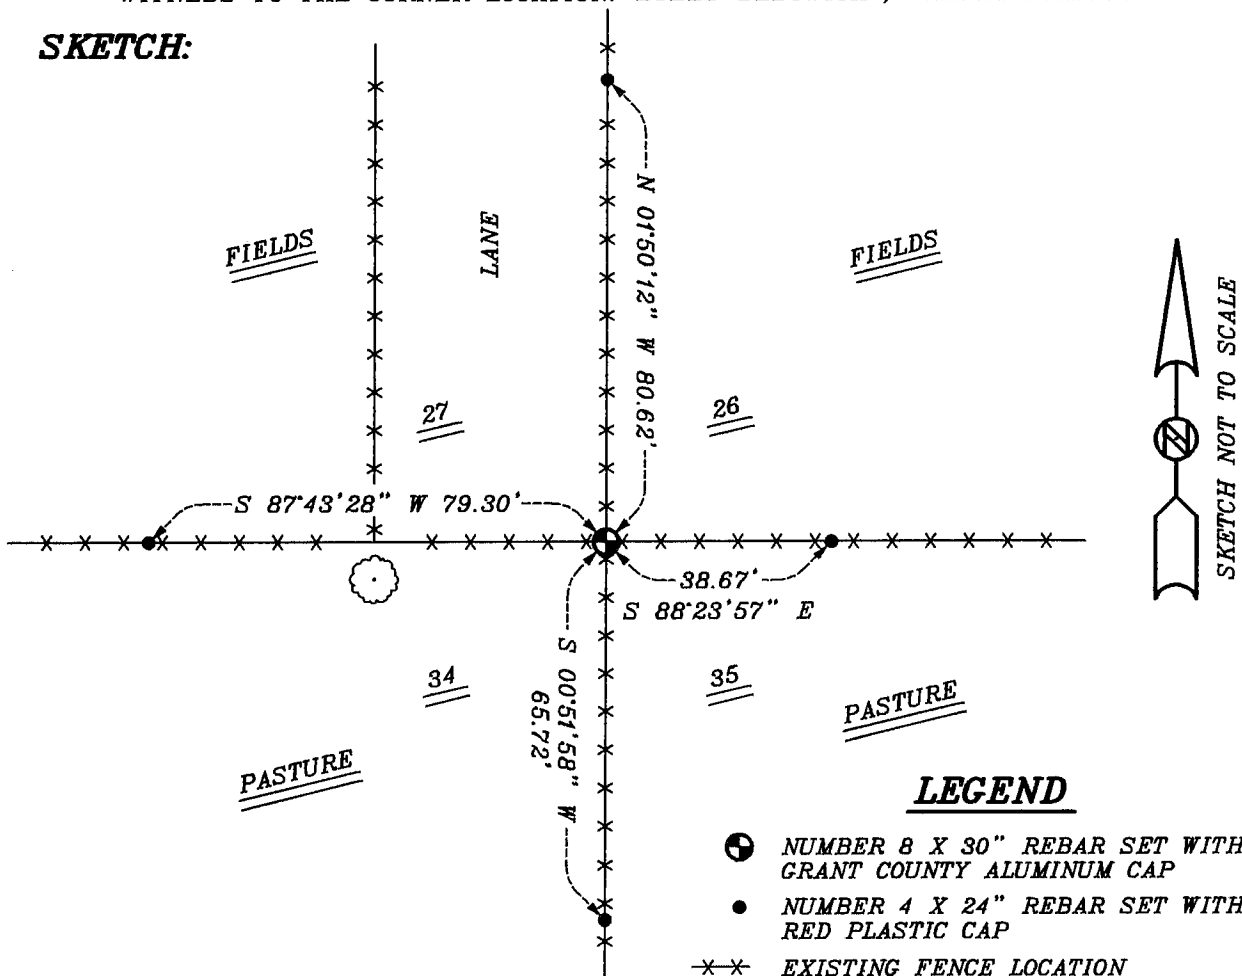 SKETCH:
FIELDS
LANE
N 01°50'12" W 80.62'
FIELDS
SKETCH NOT TO SCALE
N
27
26
S 87°43'28" W 79.30'
38.67'
S 88°23'57" E
S 00°51'58" W
65.72'
34
35
PASTURE
PASTURE
LEGEND
NUMBER 8 X 30" REBAR SET WITH
GRANT COUNTY ALUMINUM CAP
NUMBER 4 X 24" REBAR SET WITH
RED PLASTIC CAP
EXISTING FENCE LOCATION